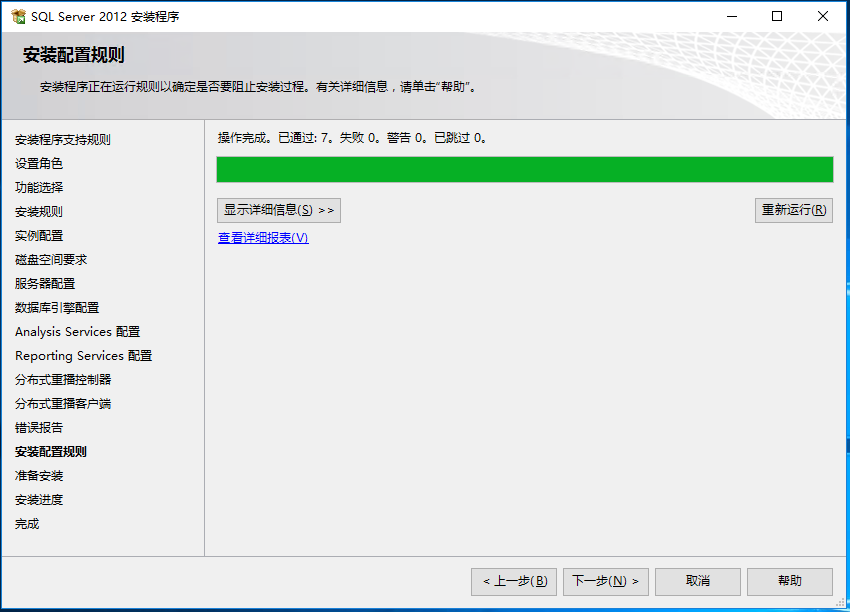 SQL Server 2012 安装程序
安装配置规则
安装程序正在运行规则以确定是否要阻止安装过程。有关详细信息，请单击“帮助”。
安装程序支持规则
设置角色
功能选择
安装规则
实例配置
磁盘空间要求
服务器配置
数据库引擎配置
Analysis Services 配置
Reporting Services 配置
分布式重播控制器
分布式重播客户端
错误报告
安装配置规则
准备安装
安装进度
完成
操作完成。已通过: 7。失败 0。警告 0。已跳过 0。
显示详细信息(S) >>
重新运行(R)
查看详细报表(V)
< 上一步(B)
下一步(N) >
取消
帮助